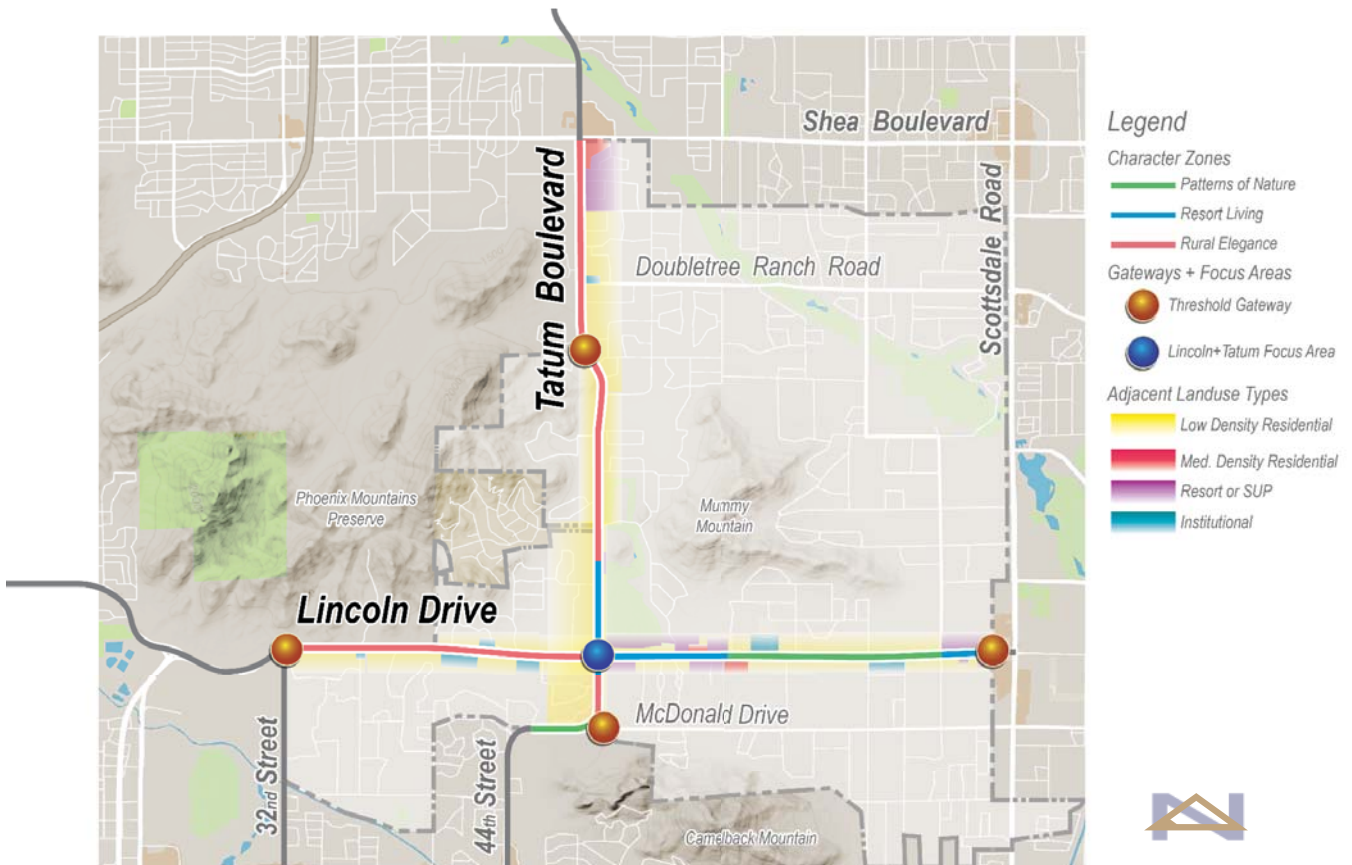 Shea Boulevard
Tatum Boulevard
Scottsdale Road
Doubletree Ranch Road
Phoenix Mountains
Preserve
Mummy
Mountain
Lincoln Drive
McDonald Drive
32nd Street
44th Street
Camelback Mountain
Legend
Character Zones
Patterns of Nature
Resort Living
Rural Elegance
Gateways + Focus Areas
Threshold Gateway
Lincoln+Tatum Focus Area
Adjacent Landuse Types
Low Density Residential
Med. Density Residential
Resort or SUP
Institutional
N